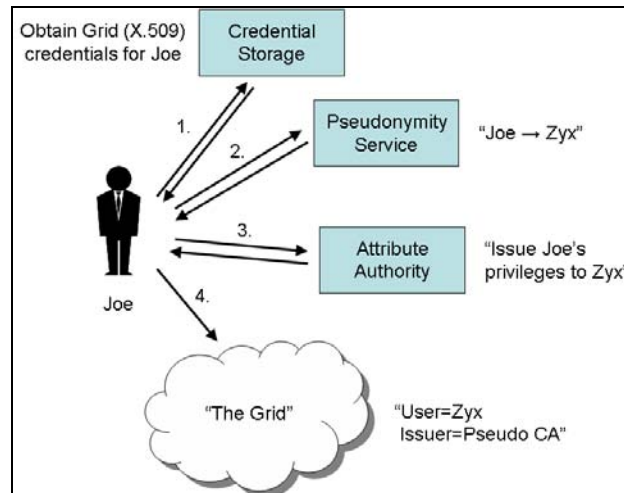 Obtain Grid (X.509)
credentials for Joe
Credential
Storage
1.
2.
Pseudonymity
Service
“Joe → Zyx”
3.
Attribute
Authority
“Issue Joe's
privileges to Zyx”
Joe
4.
“The Grid”
“User=Zyx
Issuer=Pseudo CA”